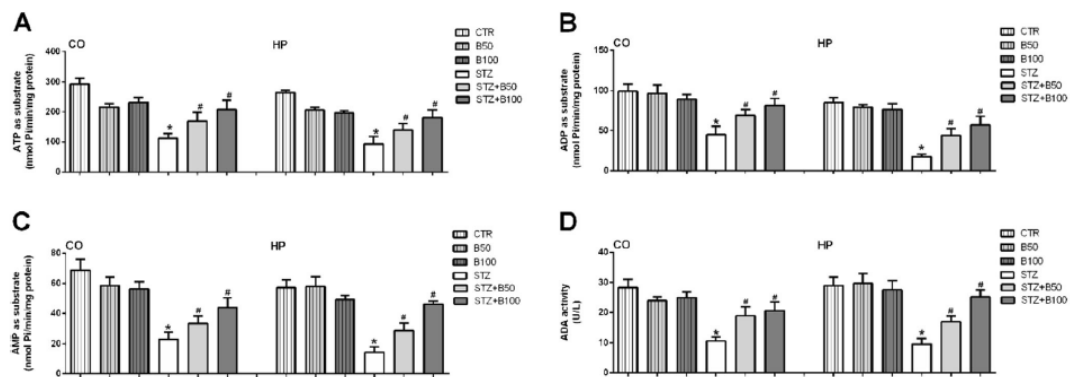 A
CO
HP
ATP as substrate
(nmol Pi/min/mg protein)
400
300
200
100
0
*
#
#
*
#
#
CTR
B50
B100
STZ
STZ+B50
STZ+B100
B
CO
HP
ADP as substrate
(nmol Pi/min/mg protein)
150
100
50
0
*
#
#
*
#
#
CTR
B50
B100
STZ
STZ+B50
STZ+B100
C
CO
HP
AMP as substrate
(nmol Pi/min/mg protein)
80
60
40
20
0
*
#
#
*
#
#
CTR
B50
B100
STZ
STZ+B50
STZ+B100
D
CO
HP
ADA activity
(U/L)
40
30
20
10
0
*
#
#
*
#
#
CTR
B50
B100
STZ
STZ+B50
STZ+B100